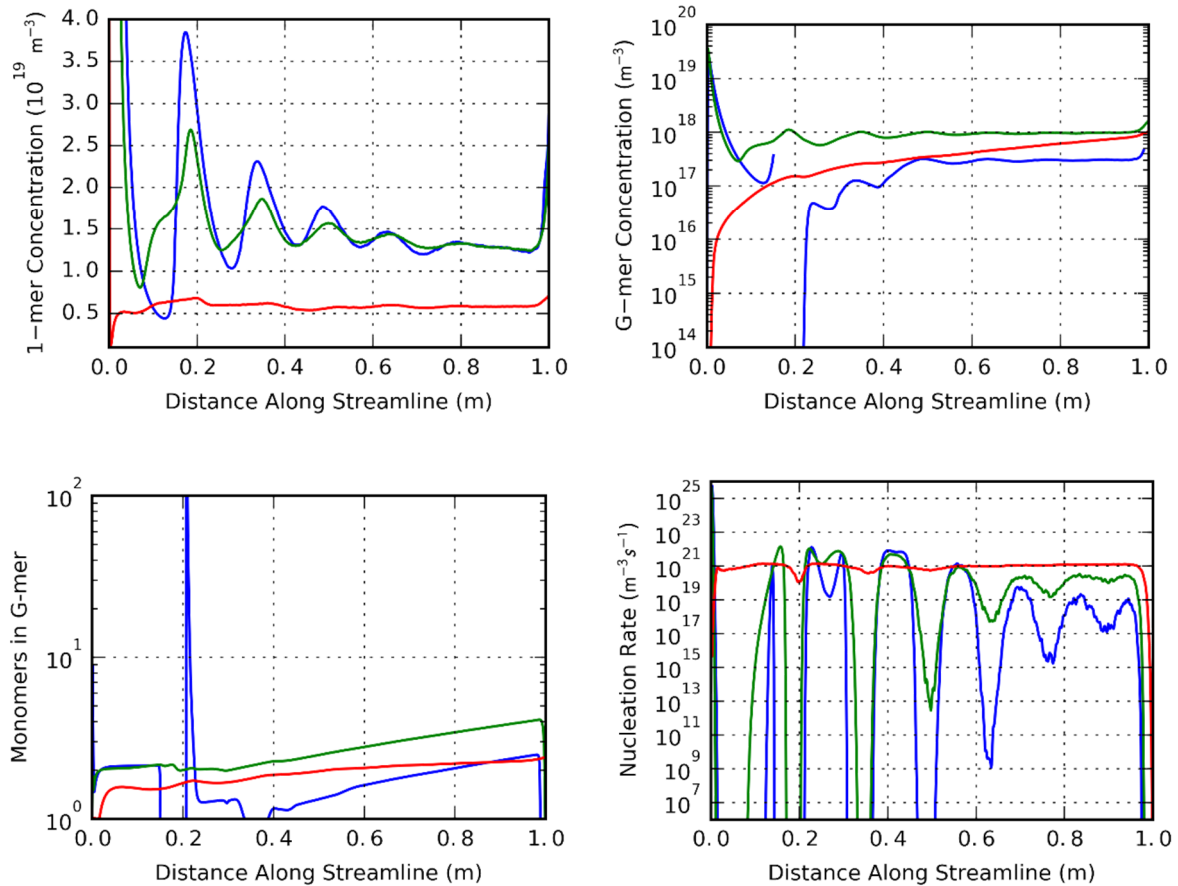 1−mer Concentration (10^19 m^−3)
4.0
3.5
3.0
2.5
2.0
1.5
1.0
0.5
0.0 0.2 0.4 0.6 0.8 1.0
Distance Along Streamline (m)
G−mer Concentration (m^−3)
10^20
10^19
10^18
10^17
10^16
10^15
10^14
0.0 0.2 0.4 0.6 0.8 1.0
Distance Along Streamline (m)
Monomers in G-mer
10^2
10^1
10^0
0.0 0.2 0.4 0.6 0.8 1.0
Distance Along Streamline (m)
Nucleation Rate (m^−3 s^−1)
10^25
10^23
10^21
10^19
10^17
10^15
10^13
10^11
10^9
10^7
10^5
0.0 0.2 0.4 0.6 0.8 1.0
Distance Along Streamline (m)